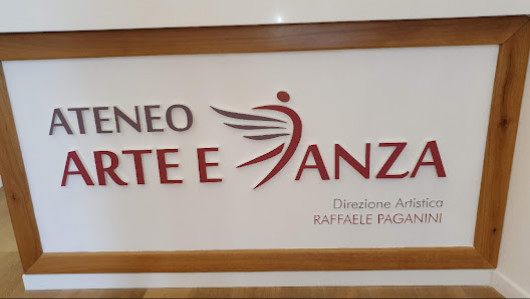 ATENEO
ARTE E DANZA
Direzione Artistica
RAFFAELE PAGANINI